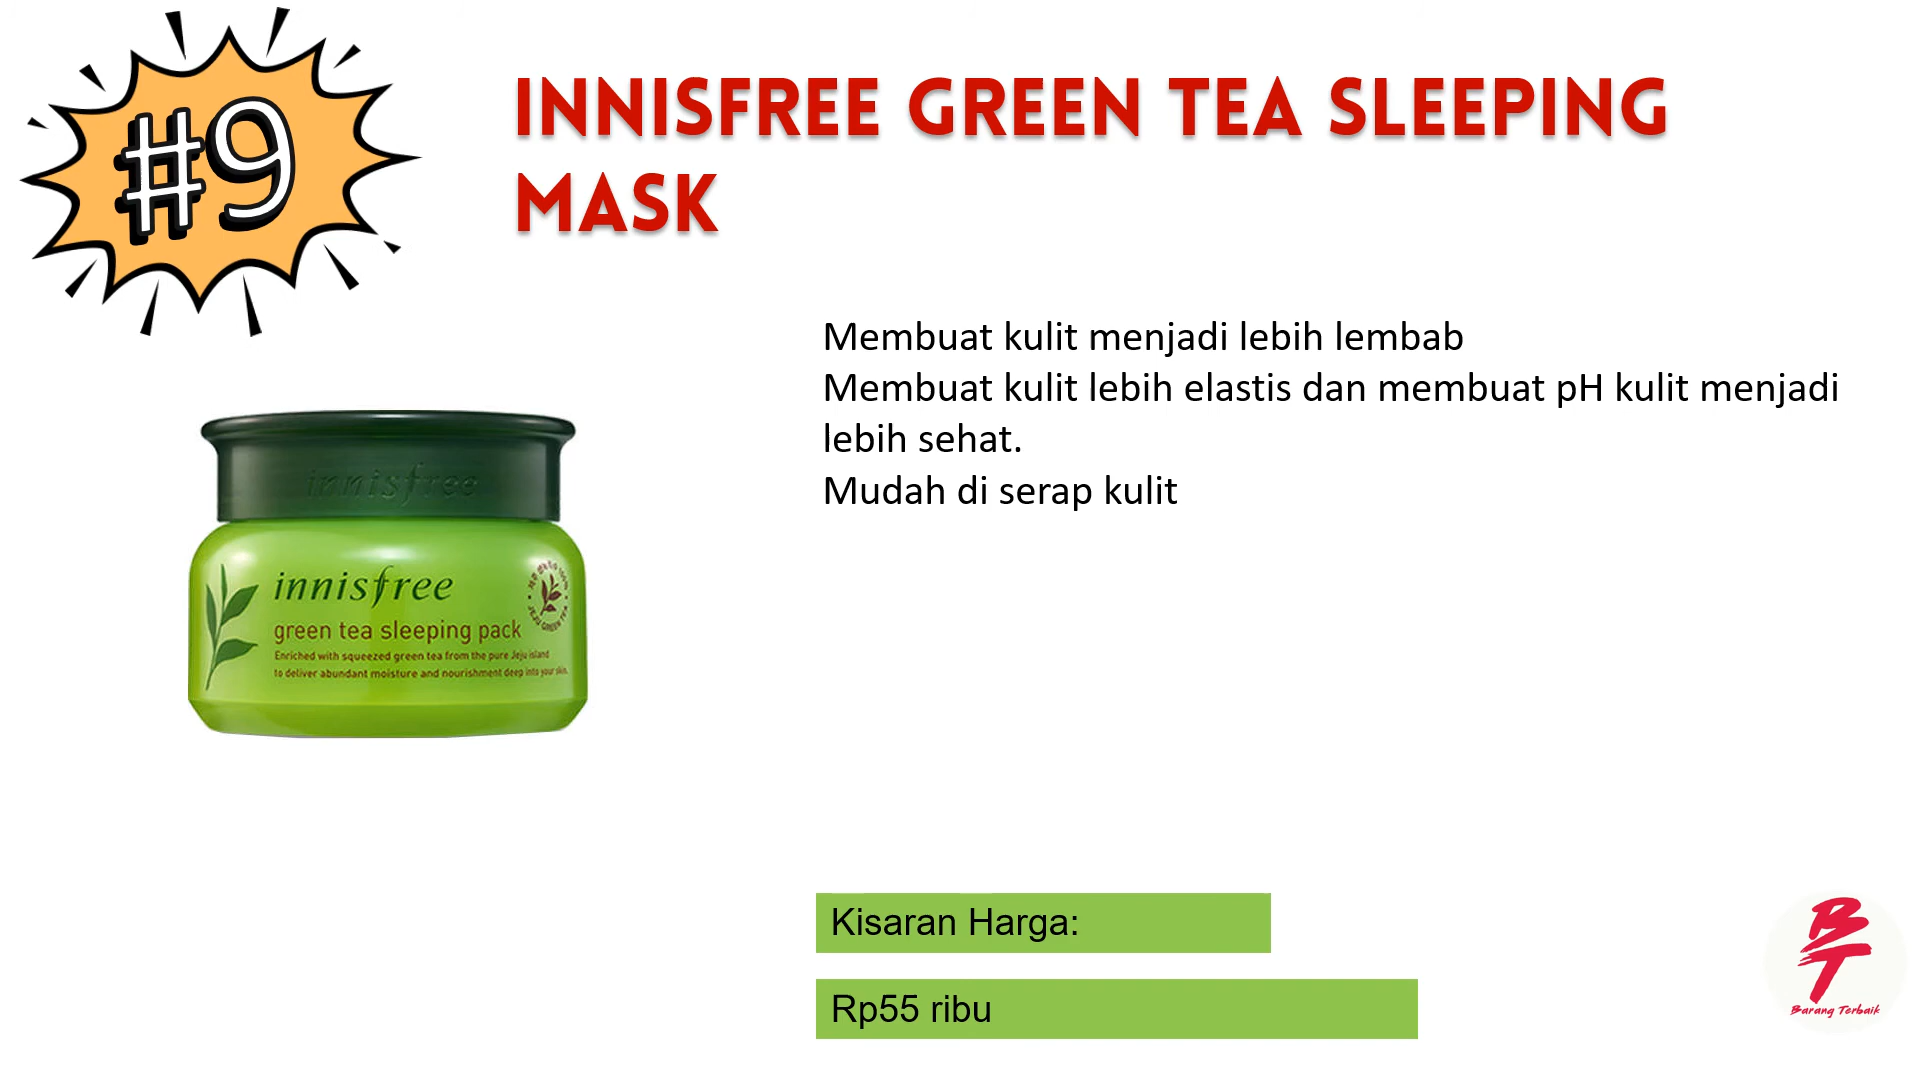 #9
INNISFREE GREEN TEA SLEEPING
MASK
Membuat kulit menjadi lebih lembab
Membuat kulit lebih elastis dan membuat pH kulit menjadi
lebih sehat.
Mudah di serap kulit
innisfree
innisfree
green tea sleeping pack
Enriched with squeezed green tea from the pure Jeju island
to deliver abundant moisture and nourishment deep into your skin.
JEJU GREEN TEA
Kisaran Harga:
Rp55 ribu
BT
Barang Terbaik